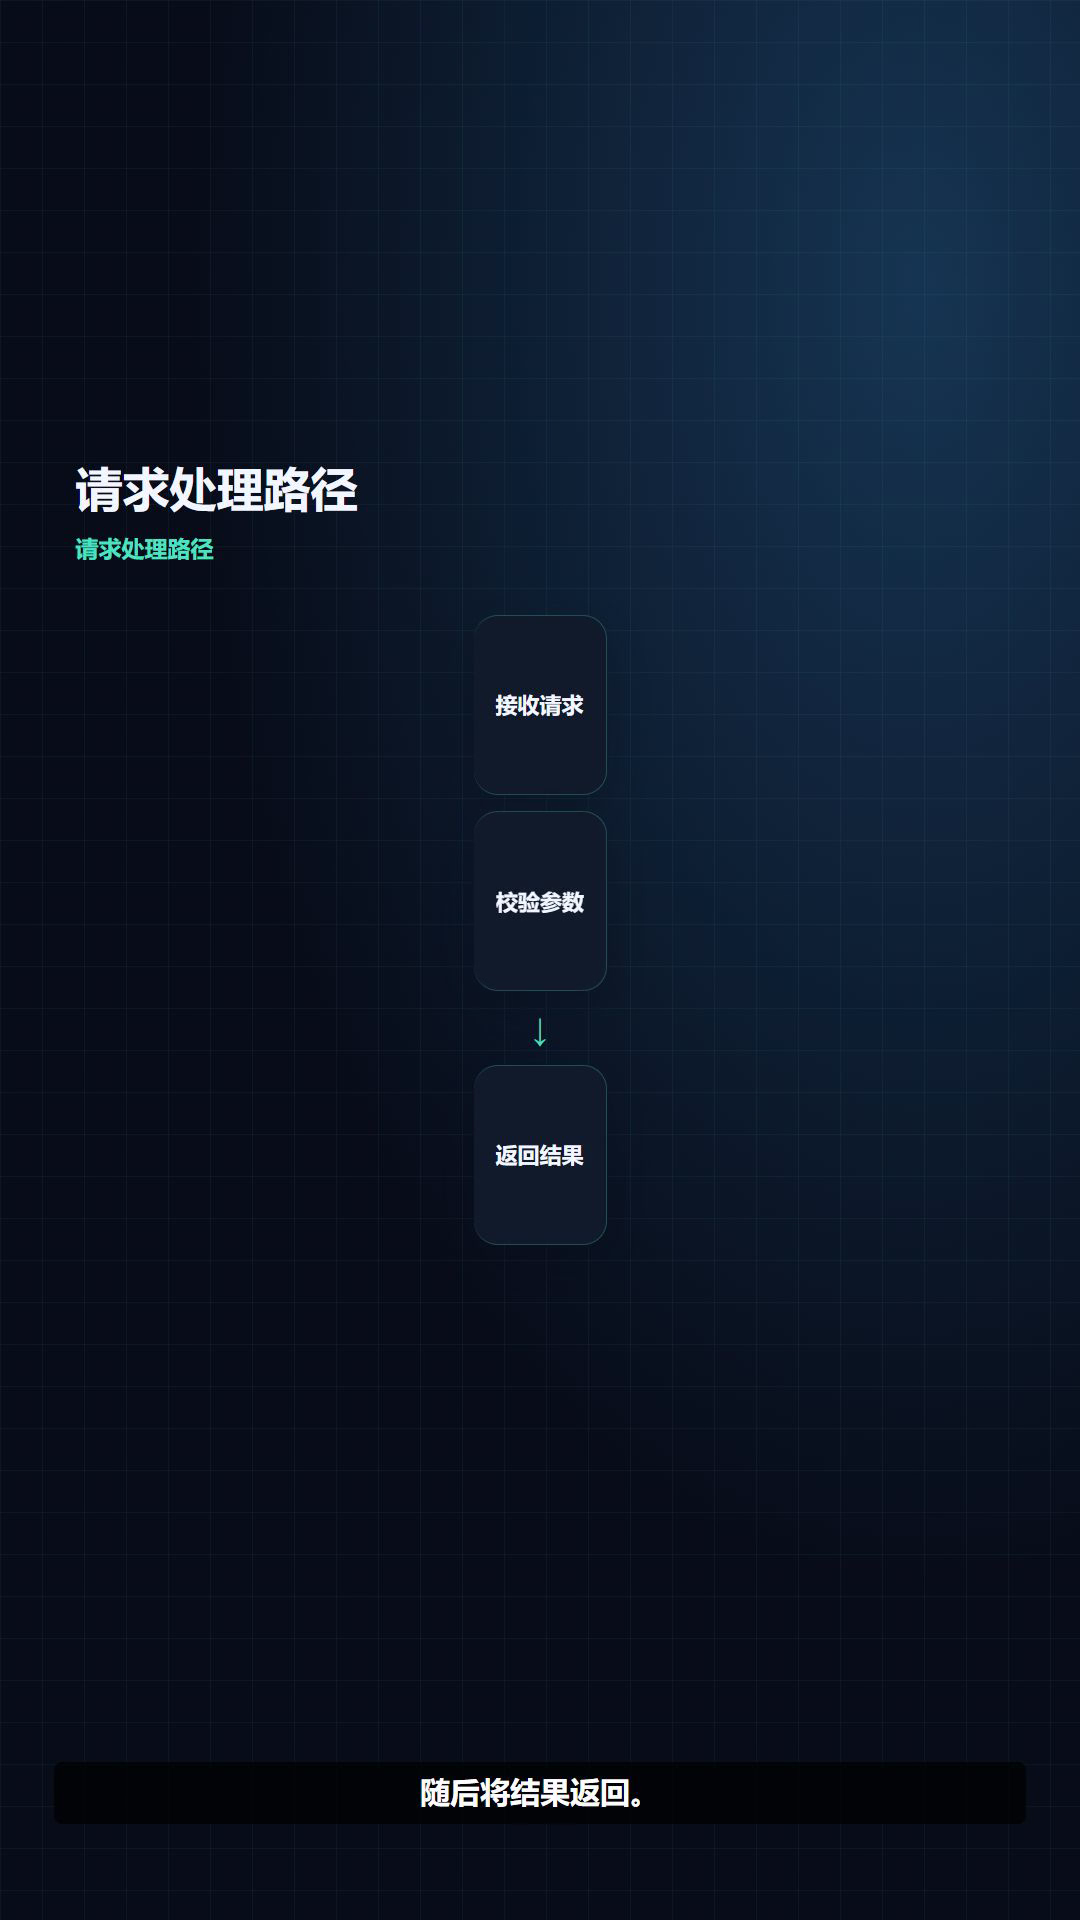 请求处理路径
请求处理路径
接收请求
校验参数
↓
返回结果
随后将结果返回。